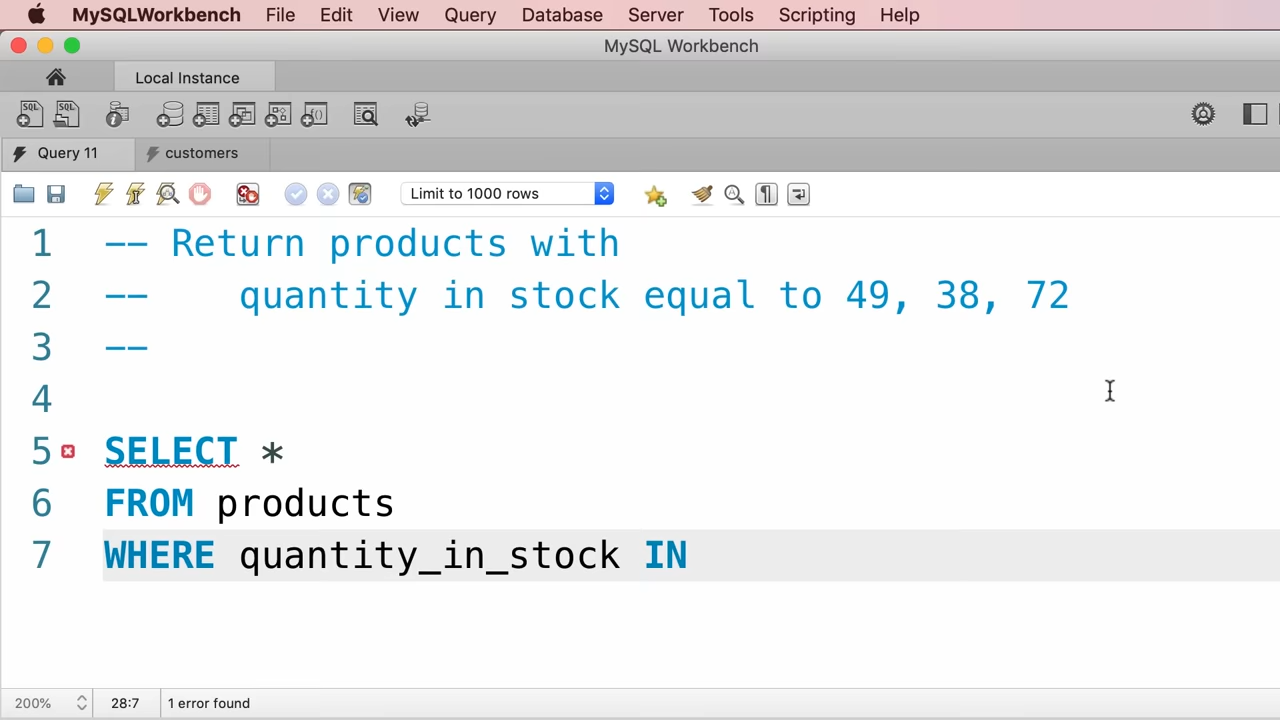 MySQLWorkbench File Edit View Query Database Server Tools Scripting Help
MySQL Workbench
Local Instance
SQL SQL
Query 11 customers
Limit to 1000 rows
1 -- Return products with
2 -- quantity in stock equal to 49, 38, 72
3 --
4
5 SELECT *
6 FROM products
7 WHERE quantity_in_stock IN
200% 28:7 1 error found